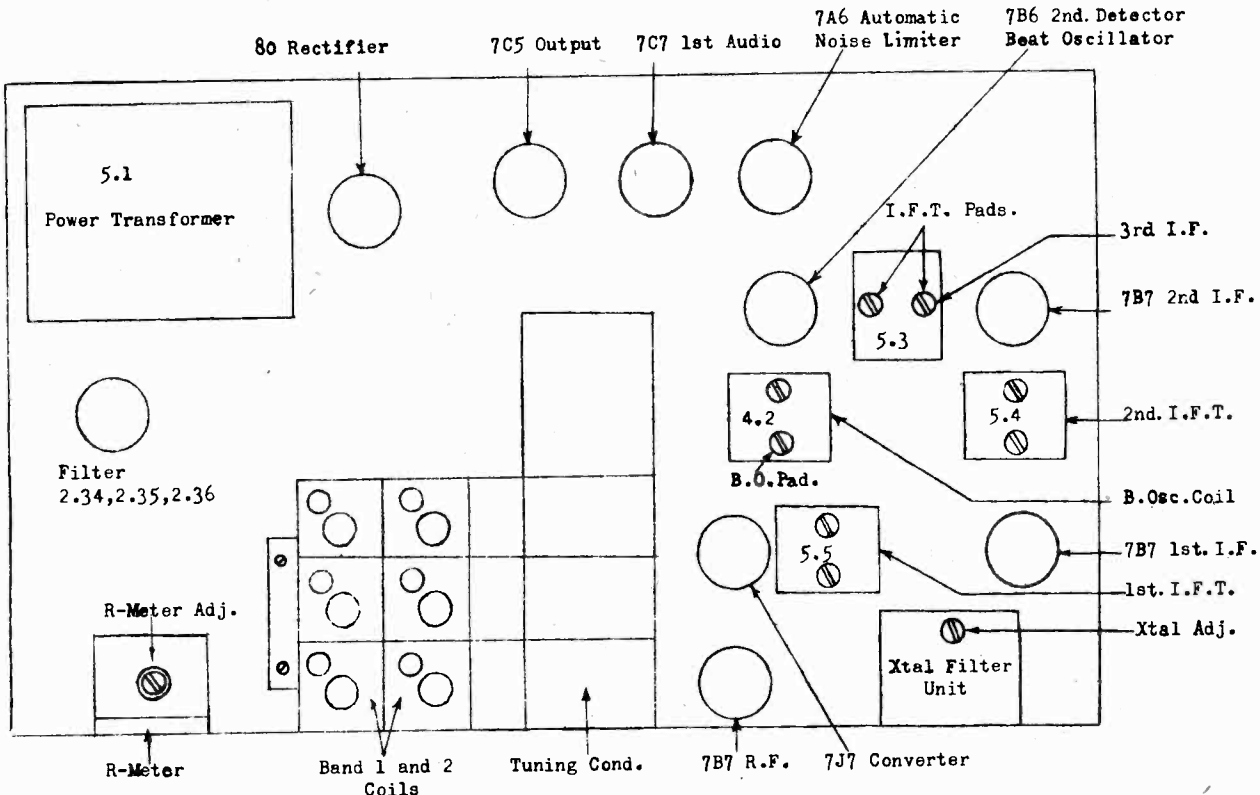 7A6 Automatic
Noise Limiter
7B6 2nd. Detector
Beat Oscillator
80 Rectifier
7C5 Output
7C7 1st Audio
5.1
Power Transformer
I.F.T. Pads.
3rd I.F.
7B7 2nd I.F.
5.3
4.2
5.4
2nd. I.F.T.
B.O.Pad.
Filter
2.34,2.35,2.36
B.Osc.Coil
5.5
7B7 1st. I.F.
1st. I.F.T.
R-Meter Adj.
Xtal Adj.
Xtal Filter
Unit
R-Meter
Band 1 and 2
Coils
Tuning Cond.
7B7 R.F.
7J7 Converter